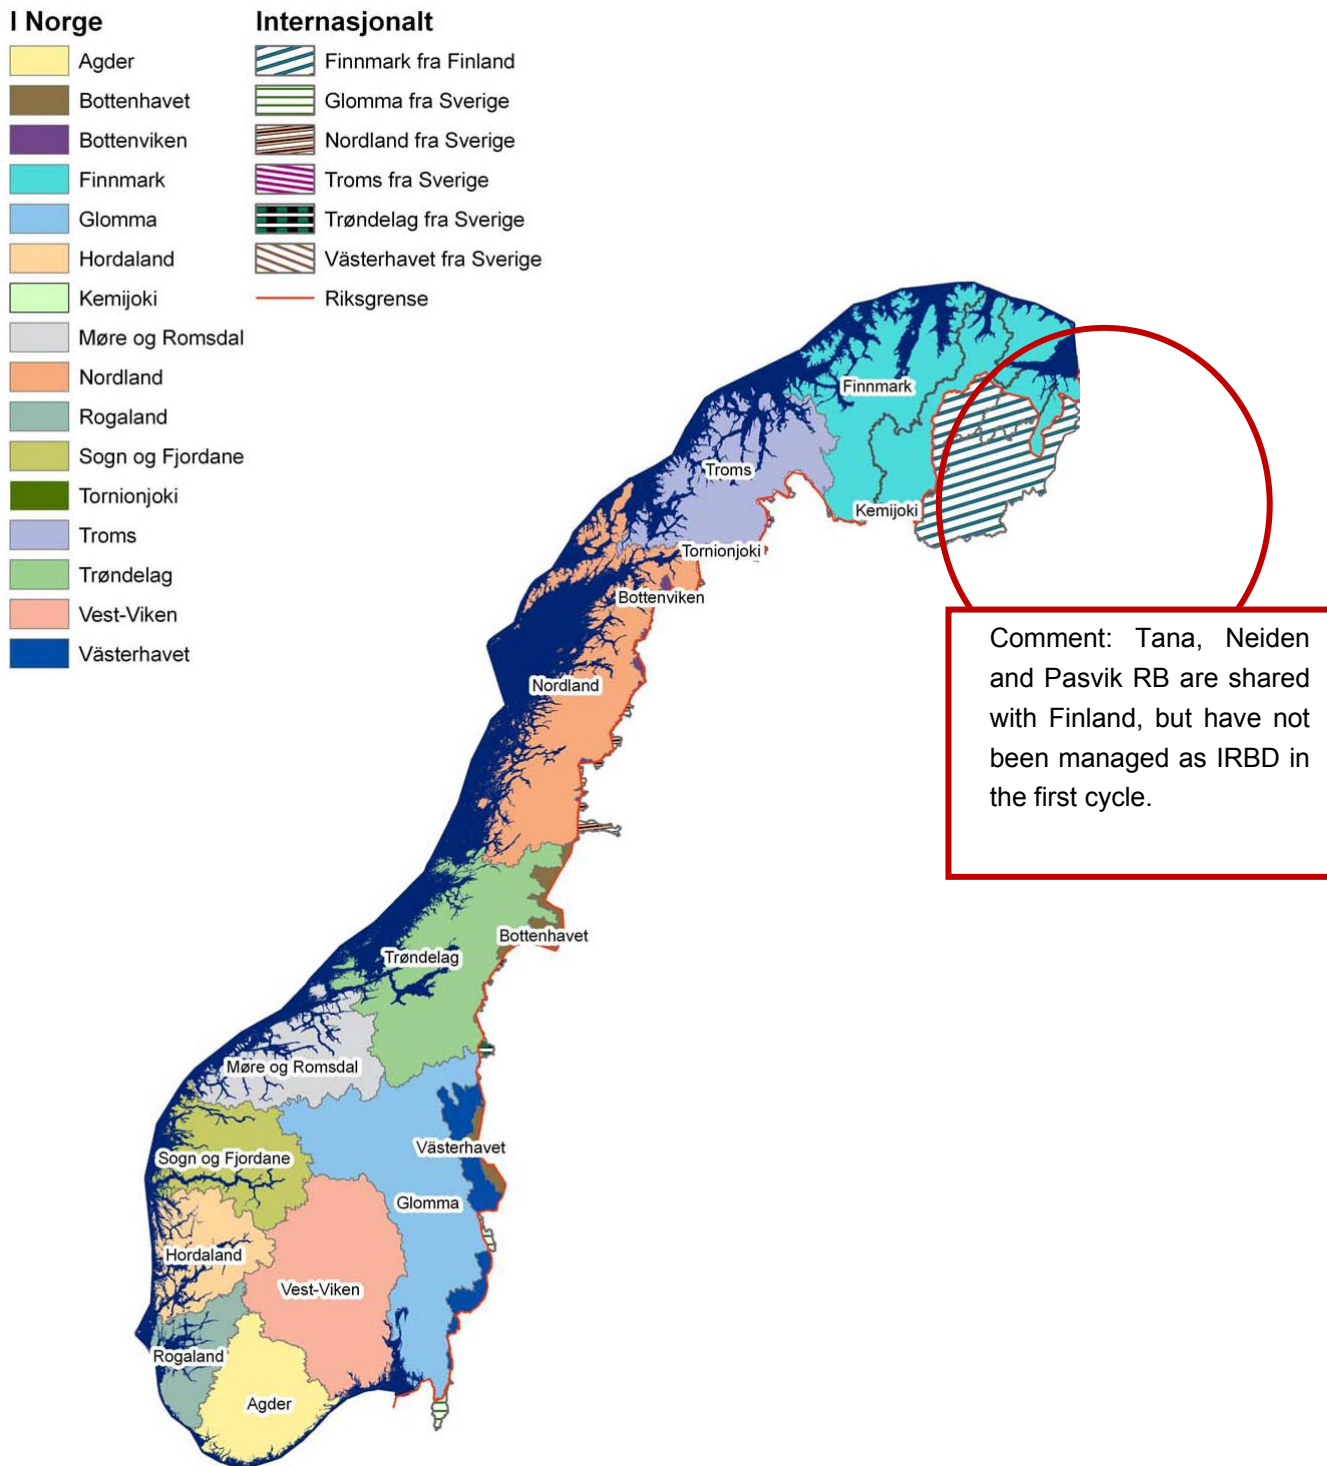 I Norge
Agder
Bottenhavet
Bottenviken
Finnmark
Glomma
Hordaland
Kemijoki
Møre og Romsdal
Nordland
Rogaland
Sogn og Fjordane
Tornionjoki
Troms
Trøndelag
Vest-Viken
Västerhavet
Internasjonalt
Finnmark fra Finland
Glomma fra Sverige
Nordland fra Sverige
Troms fra Sverige
Trøndelag fra Sverige
Västerhavet fra Sverige
Riksgrense
Finnmark
Troms
Kemijoki
Tornionjoki
Bottenviken
Nordland
Bottenhavet
Trøndelag
Møre og Romsdal
Västerhavet
Sogn og Fjordane
Glomma
Hordaland
Vest-Viken
Rogaland
Agder
Comment: Tana, Neiden
and Pasvik RB are shared
with Finland, but have not
been managed as IRBD in
the first cycle.